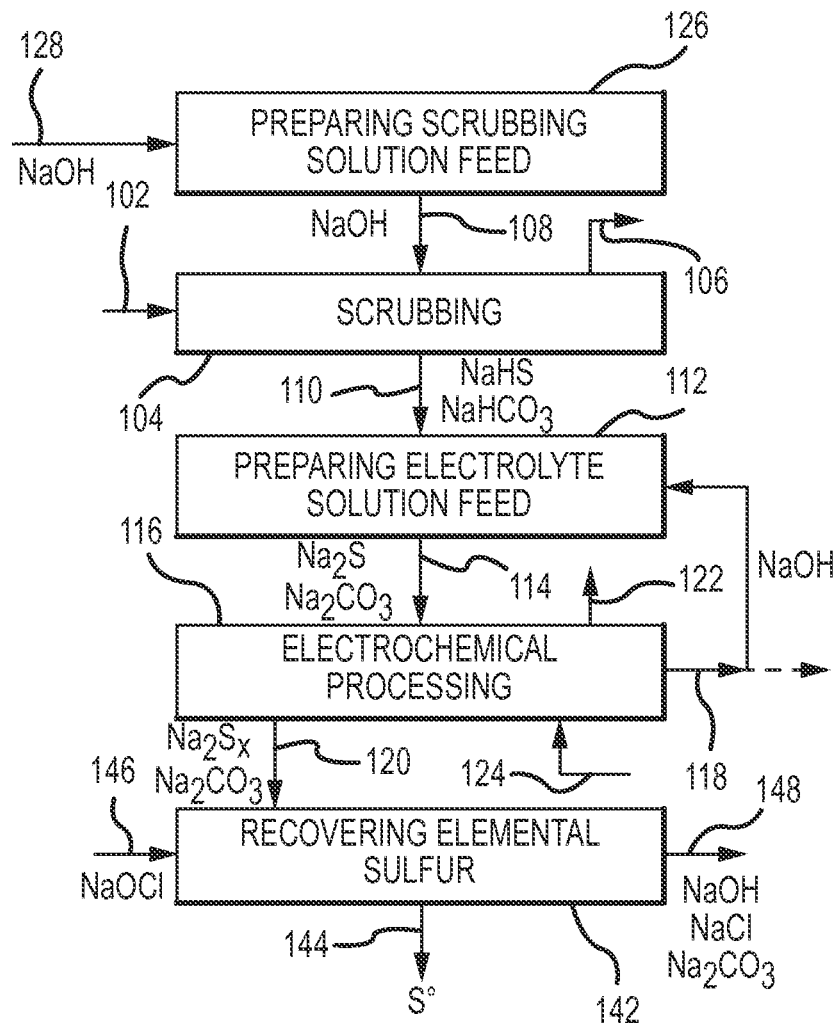 128
126
PREPARING SCRUBBING
SOLUTION FEED
NaOH
102
NaOH
108
106
SCRUBBING
104
110
NaHS
NaHCO3
112
PREPARING ELECTROLYTE
SOLUTION FEED
116
Na2S
Na2CO3
114
122
NaOH
ELECTROCHEMICAL
PROCESSING
Na2Sx
Na2CO3
120
124
118
146
148
RECOVERING ELEMENTAL
SULFUR
NaOCl
NaOH
NaCl
Na2CO3
144
S°
142